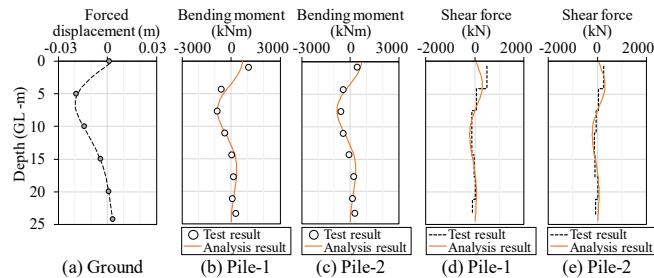 Forced
displacement (m)
-0.03 0 0.03
Bending moment
(kNm)
-3000 0 3000
Bending moment
(kNm)
-3000 0 3000
Shear force
kN
-2000 0 2000
Shear force
kN
-2000 0 2000
Depth (GL -m)
0
5
10
15
20
25
Test result
Analysis result
Test result
Analysis result
Test result
Analysis result
Test result
Analysis result
(a) Ground
(b) Pile-1
(c) Pile-2
(d) Pile-1
(e) Pile-2